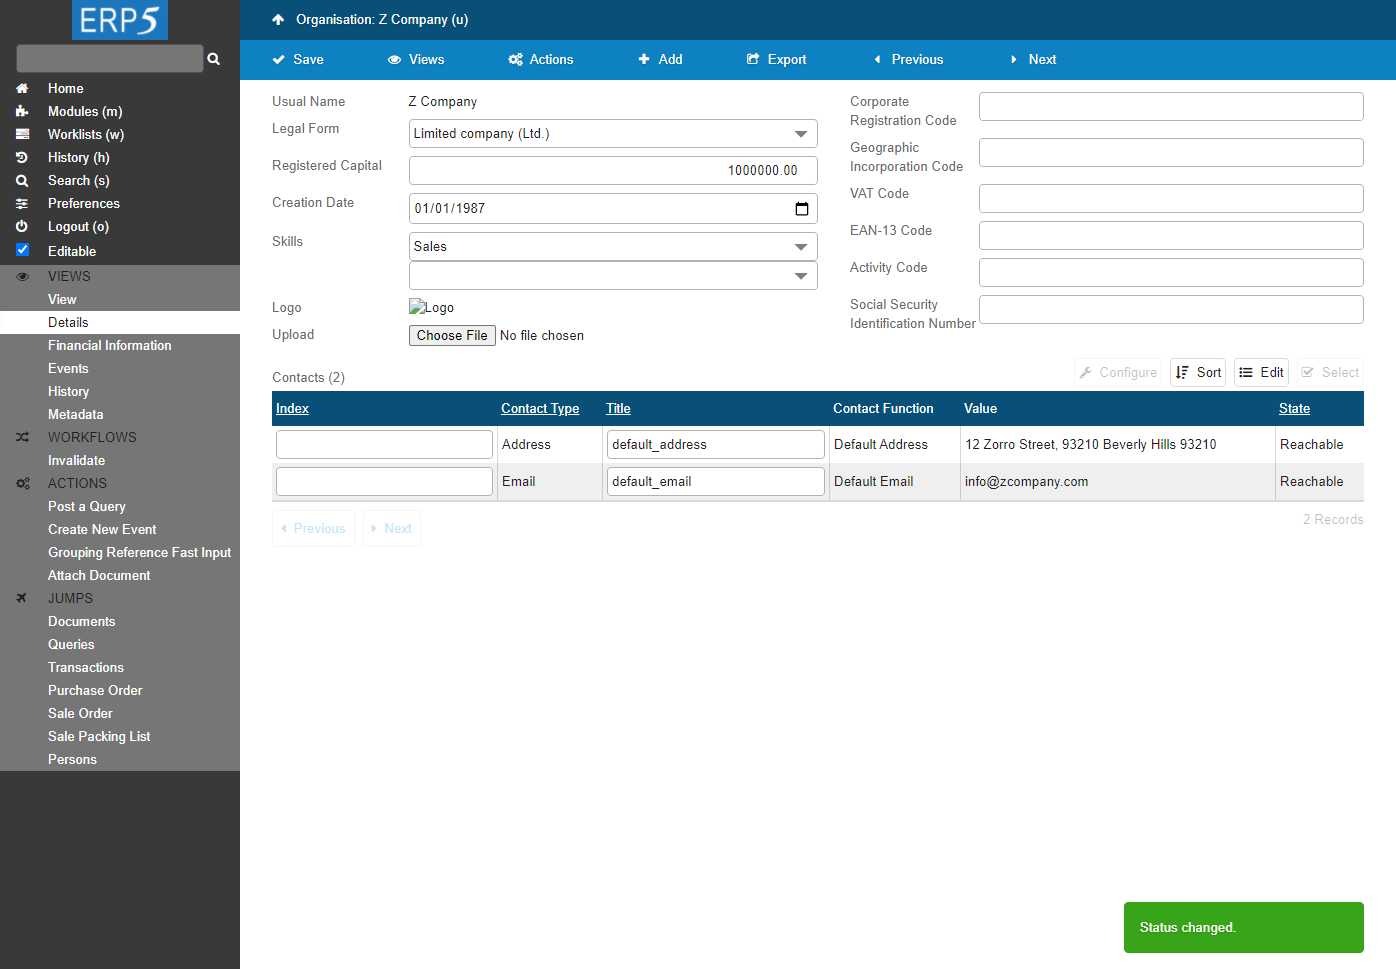 ERP5
Home
Modules (m)
Worklists (w)
History (h)
Search (s)
Preferences
Logout (o)
Editable
VIEWS
View
Details
Financial Information
Events
History
Metadata
WORKFLOWS
Invalidate
ACTIONS
Post a Query
Create New Event
Grouping Reference Fast Input
Attach Document
JUMPS
Documents
Queries
Transactions
Purchase Order
Sale Order
Sale Packing List
Persons
Organisation: Z Company (u)
Save Views Actions Add Export Previous Next
Usual Name Z Company
Legal Form Limited company (Ltd.)
Registered Capital 1000000.00
Creation Date 01/01/1987
Skills Sales
Logo Logo
Upload Choose File No file chosen
Corporate
Registration Code
Geographic
Incorporation Code
VAT Code
EAN-13 Code
Activity Code
Social Security
Identification Number
Contacts (2) Configure Sort Edit Select
Index Contact Type Title Contact Function Value State
Address default_address Default Address 12 Zorro Street, 93210 Beverly Hills 93210 Reachable
Email default_email Default Email info@zcompany.com Reachable
Previous Next 2 Records
Status changed.